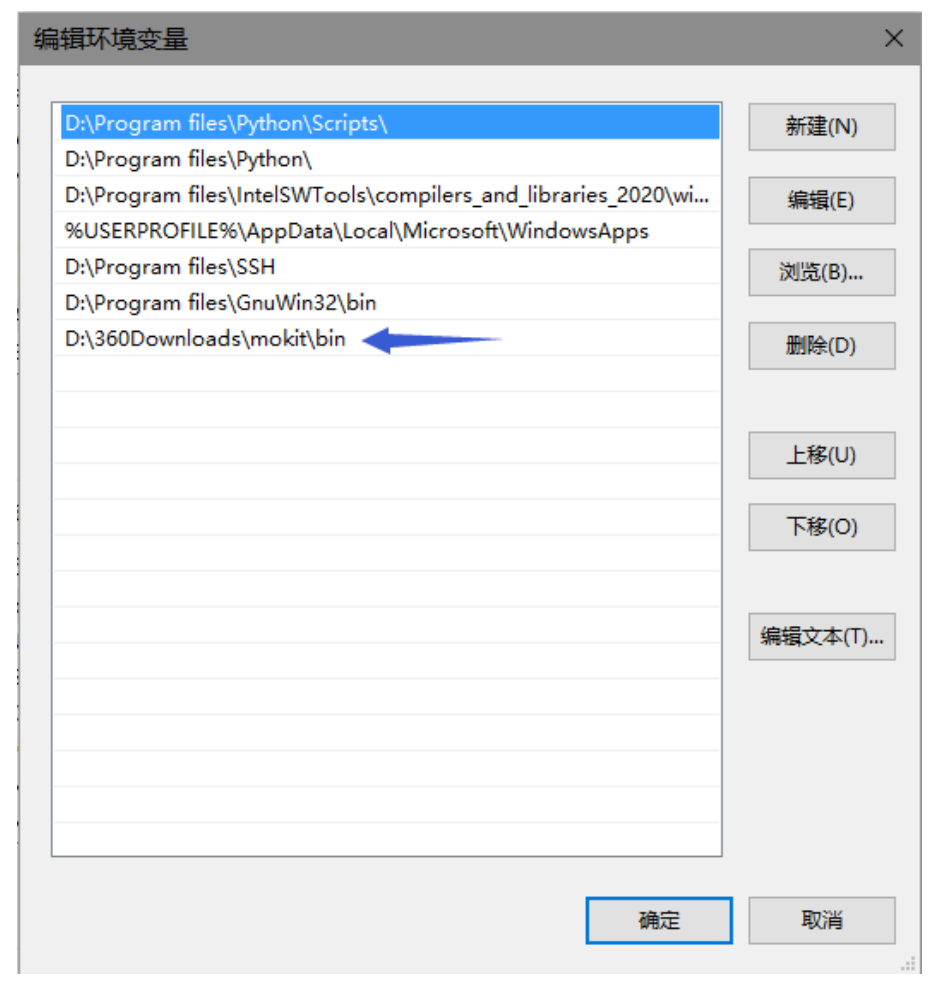 编辑环境变量
D:\Program files\Python\Scripts\
D:\Program files\Python\
D:\Program files\IntelSWTools\compilers_and_libraries_2020\wi...
%USERPROFILE%\AppData\Local\Microsoft\WindowsApps
D:\Program files\SSH
D:\Program files\GnuWin32\bin
D:\360Downloads\mokit\bin
新建(N)
编辑(E)
浏览(B)...
删除(D)
上移(U)
下移(O)
编辑文本(T)...
确定
取消